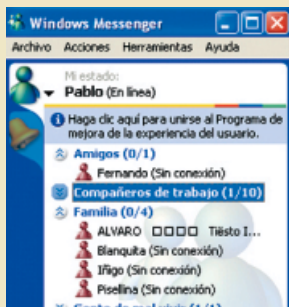 Windows Messenger
Archivo Acciones Herramientas Ayuda
Mi estado:
Pablo (En línea)
Haga clic aquí para unirse al Programa de
mejora de la experiencia del usuario.
Amigos (0/1)
Fernando (Sin conexión)
Compañeros de trabajo (1/10)
Familia (0/4)
ALVARO □□□□ Tiësto I...
Blanquita (Sin conexión)
Iñigo (Sin conexión)
Piselina (Sin conexión)